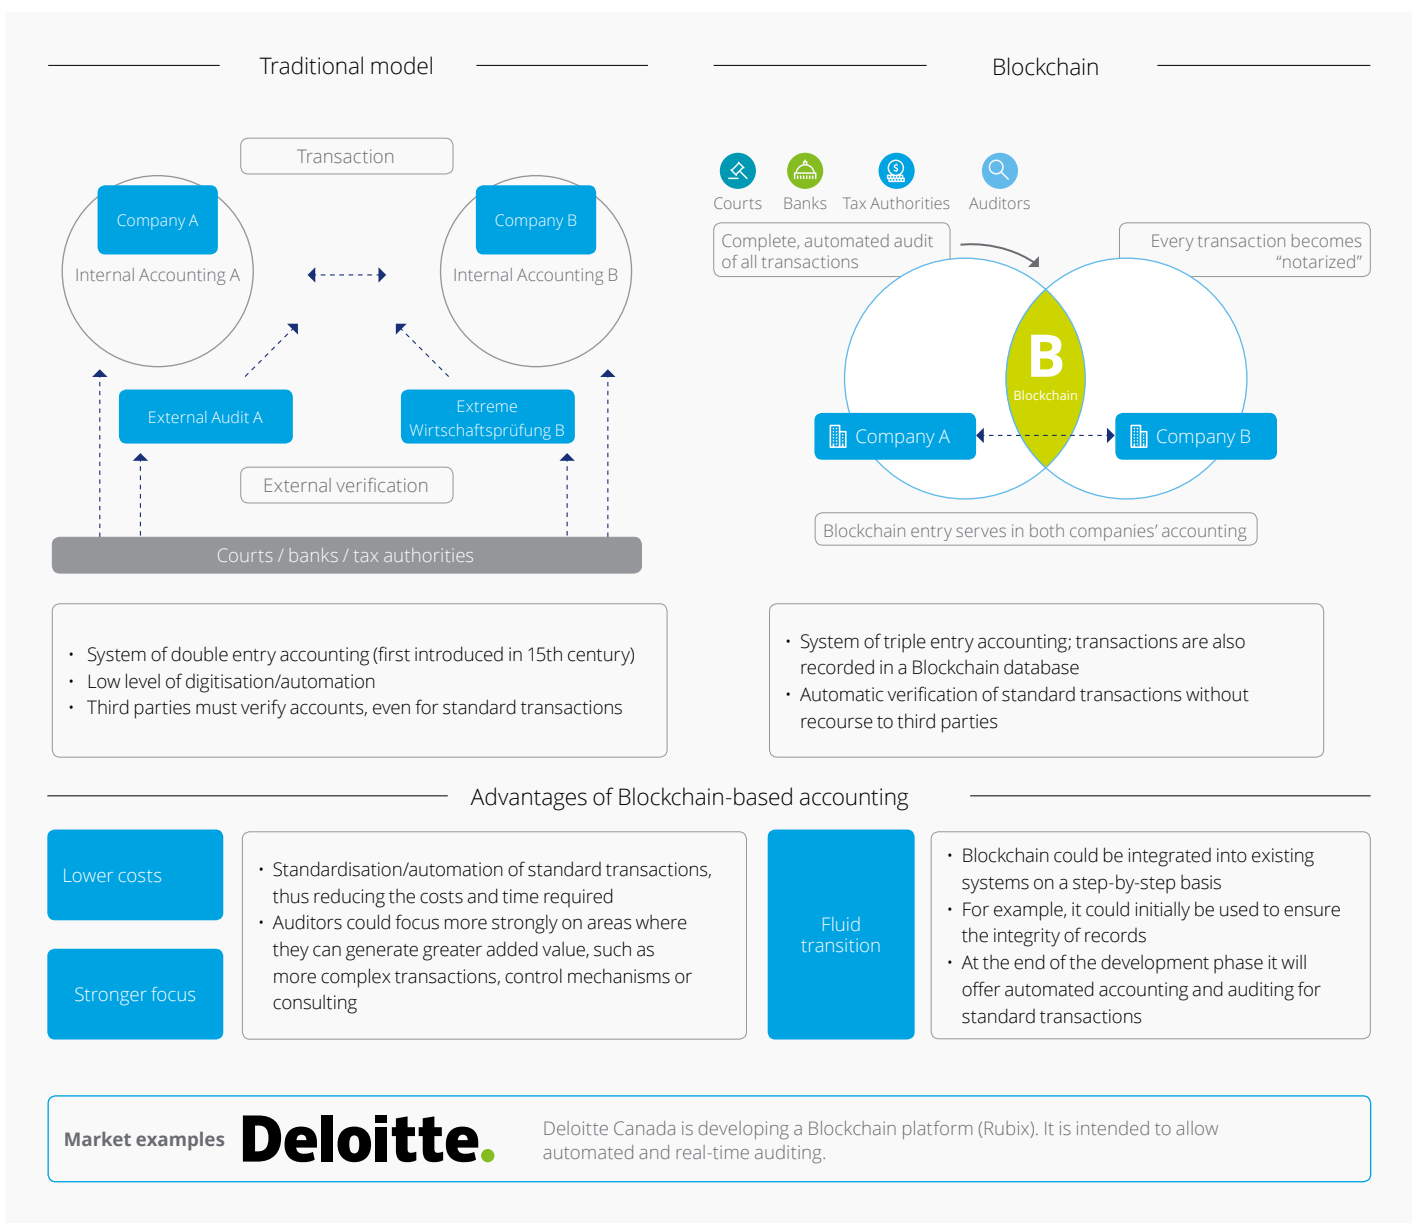 Traditional model
Transaction
Company A
Internal Accounting A
Company B
Internal Accounting B
External Audit A
Extreme
Wirtschaftsprüfung B
External verification
Courts / banks / tax authorities
• System of double entry accounting (first introduced in 15th century)
• Low level of digitisation/automation
• Third parties must verify accounts, even for standard transactions
Blockchain
Courts
Banks
Tax Authorities
Auditors
Complete, automated audit
of all transactions
Every transaction becomes
“notarized”
B
Blockchain
Company A
Company B
Blockchain entry serves in both companies’ accounting
• System of triple entry accounting; transactions are also
recorded in a Blockchain database
• Automatic verification of standard transactions without
recourse to third parties
Advantages of Blockchain-based accounting
Lower costs
Stronger focus
• Standardisation/automation of standard transactions,
thus reducing the costs and time required
• Auditors could focus more strongly on areas where
they can generate greater added value, such as
more complex transactions, control mechanisms or
consulting
Fluid
transition
• Blockchain could be integrated into existing
systems on a step-by-step basis
• For example, it could initially be used to ensure
the integrity of records
• At the end of the development phase it will
offer automated accounting and auditing for
standard transactions
Market examples
Deloitte.
Deloitte Canada is developing a Blockchain platform (Rubix). It is intended to allow
automated and real-time auditing.